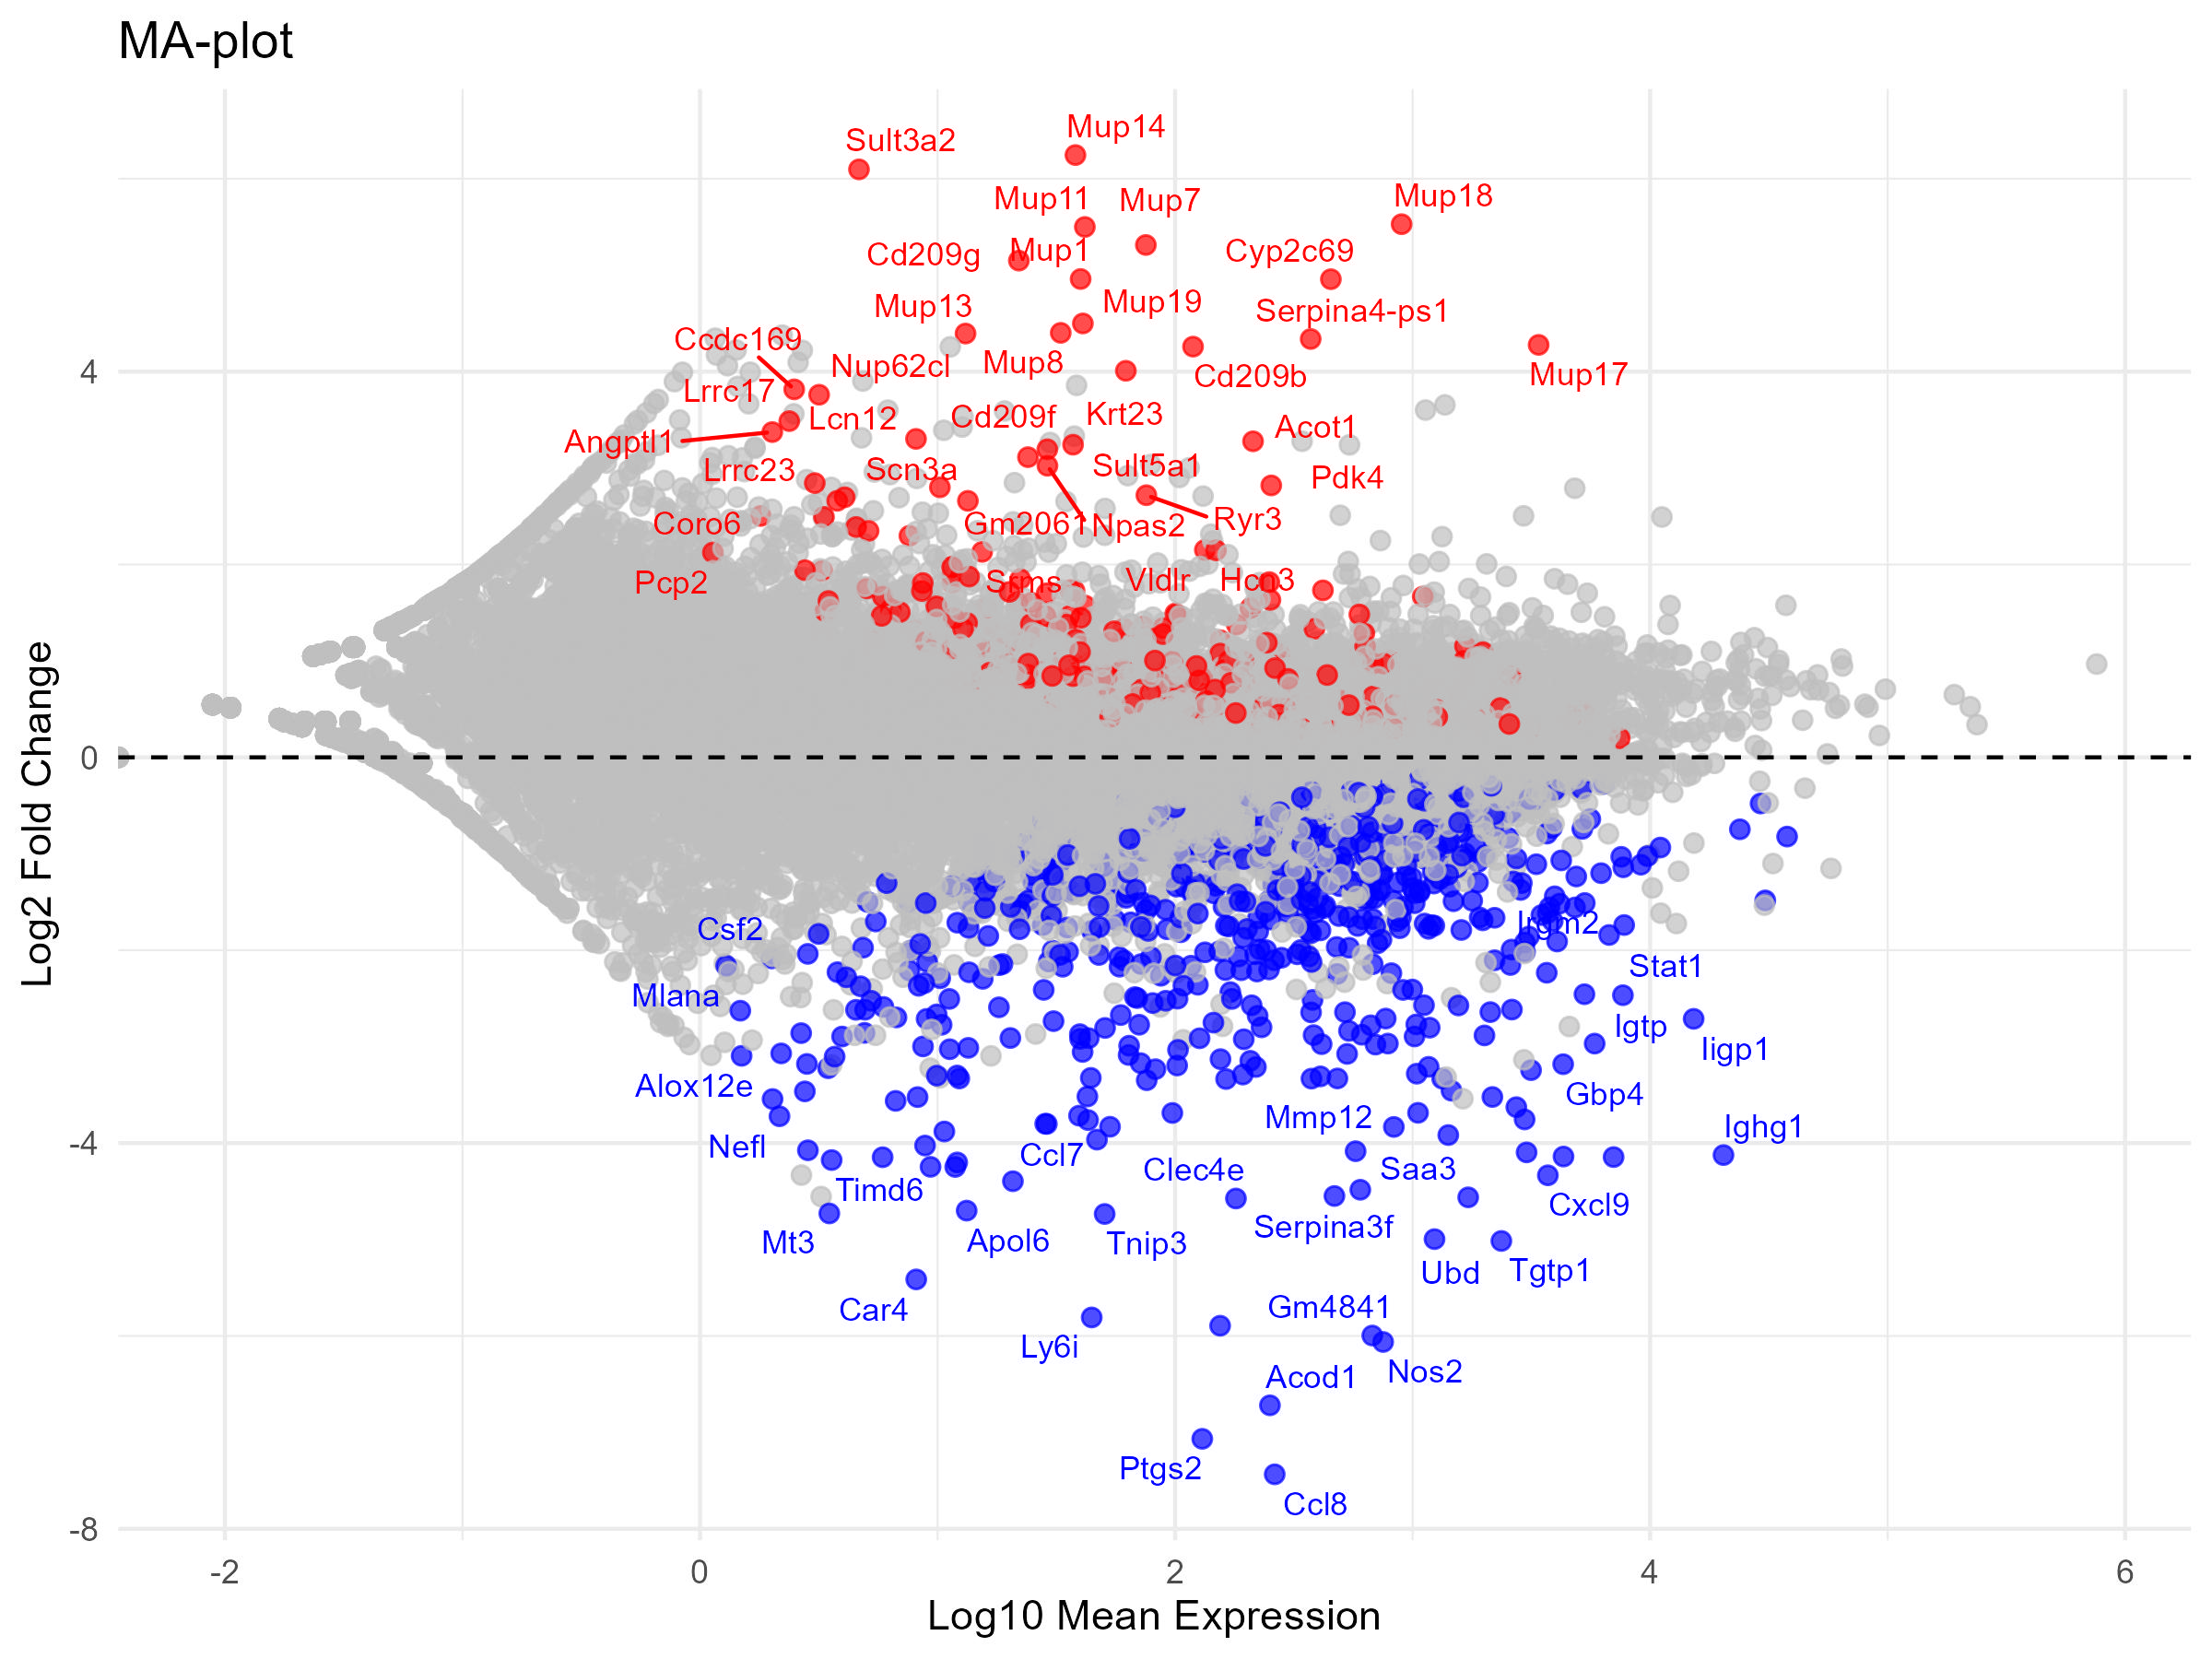 MA-plot
Sult3a2
Mup14
Mup11
Mup7
Mup18
Cd209g
Mup1
Cyp2c69
Mup13
Mup19
Serpina4-ps1
Ccdc169
Nup62cl
Mup8
Cd209b
Mup17
Lrrc17
Lcn12
Cd209f
Krt23
Acot1
Angptl1
Lrrc23
Scn3a
Sult5a1
Pdk4
Coro6
Gm2061
Npas2
Ryr3
Pcp2
Srms
Vldlr
Hcn3
Csf2
Irgm2
Stat1
Mlana
Igtp
Iigp1
Alox12e
Gbp4
Mmp12
Ighg1
Nefl
Ccl7
Clec4e
Saa3
Timd6
Cxcl9
Mt3
Apol6
Tnip3
Serpina3f
Ubd
Tgtp1
Car4
Gm4841
Ly6i
Nos2
Acod1
Ptgs2
Ccl8
4
0
-4
-8
-2
0
2
4
6
Log10 Mean Expression
Log2 Fold Change